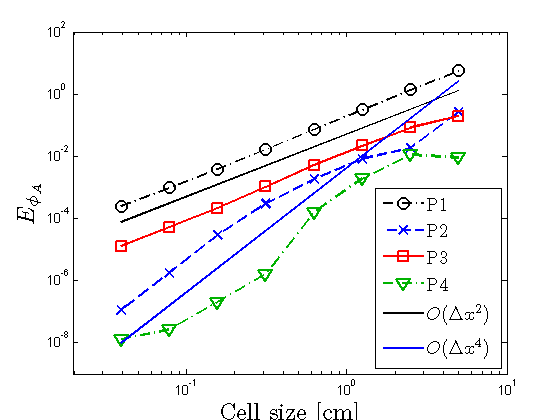 10^2
10^0
10^-2
10^-4
10^-6
10^-8
E_{ϕ_A}
P1
P2
P3
P4
O(Δx^2)
O(Δx^4)
10^-1
10^0
10^1
Cell size [cm]